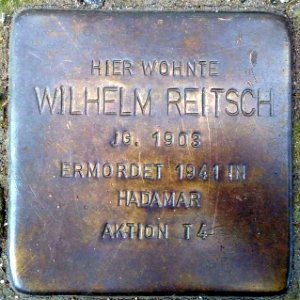 HIER WOHNTE
WILHELM REITSCH
JG. 1903
ERMORDET 1941 IN
HADAMAR
AKTION T4